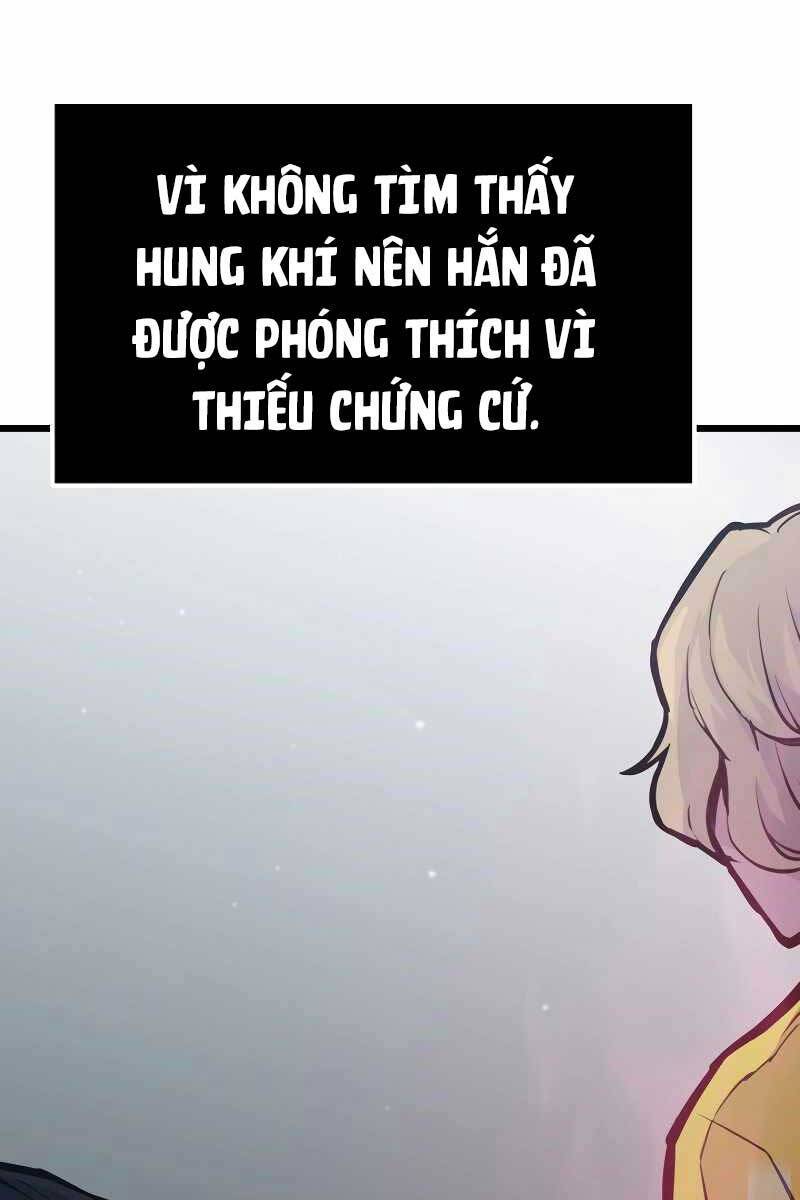 VÌ KHÔNG TÌM THẤY
HUNG KHÍ NÊN HẮN ĐÃ
ĐƯỢC PHÓNG THÍCH VÌ
THIẾU CHỨNG CỨ.